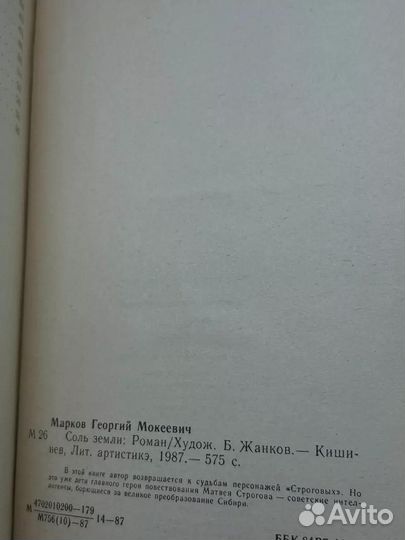 Марков Георгий Мокеевич
М 26 Соль земли: Роман/Худож. Б. Жанков.— Киши-
нев, Лит. артистикэ, 1987.— 575 с.
В этой книге автор возвращается к судьбам персонажей «Строговых». Но
это уже дети главного героя повествования Матвея Строгова — советские интел-
лигенты, борющиеся за великое преобразование Сибири.
М 4702010200—179 14—87
М756(10)—87
ББК
Avito